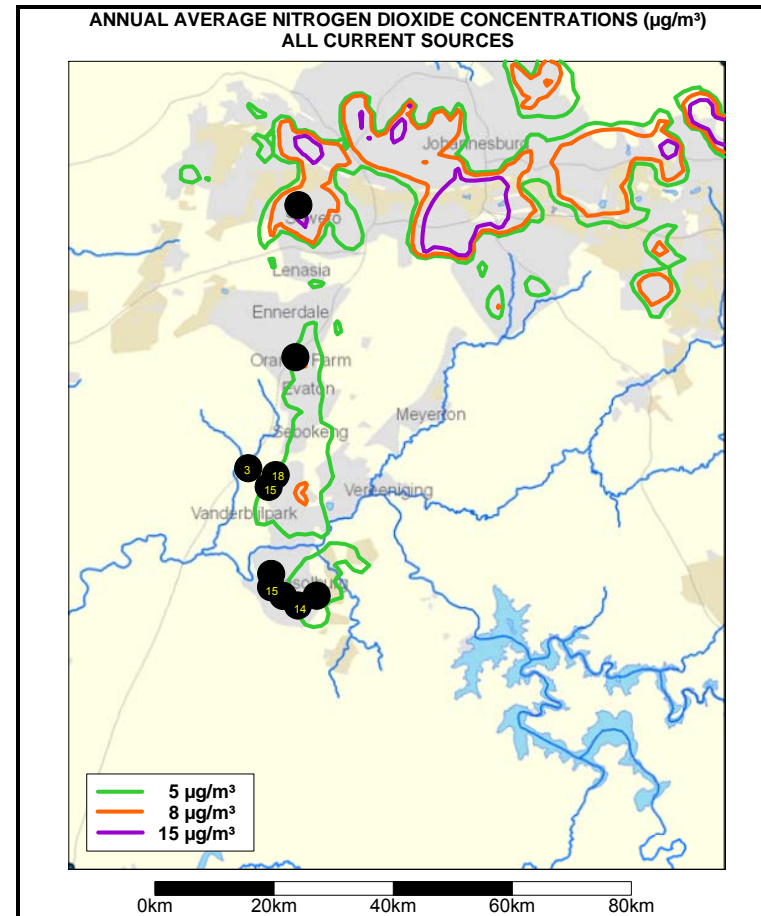 ANNUAL AVERAGE NITROGEN DIOXIDE CONCENTRATIONS (µg/m³)
ALL CURRENT SOURCES
Johannesburg
Lenasia
Ennerdale
Farm
Evaton
Meyerton
Sebokeng
3
18
15
Vereeniging
Vanderbijlpark
15
14
5 µg/m³
8 µg/m³
15 µg/m³
0km
20km
40km
60km
80km